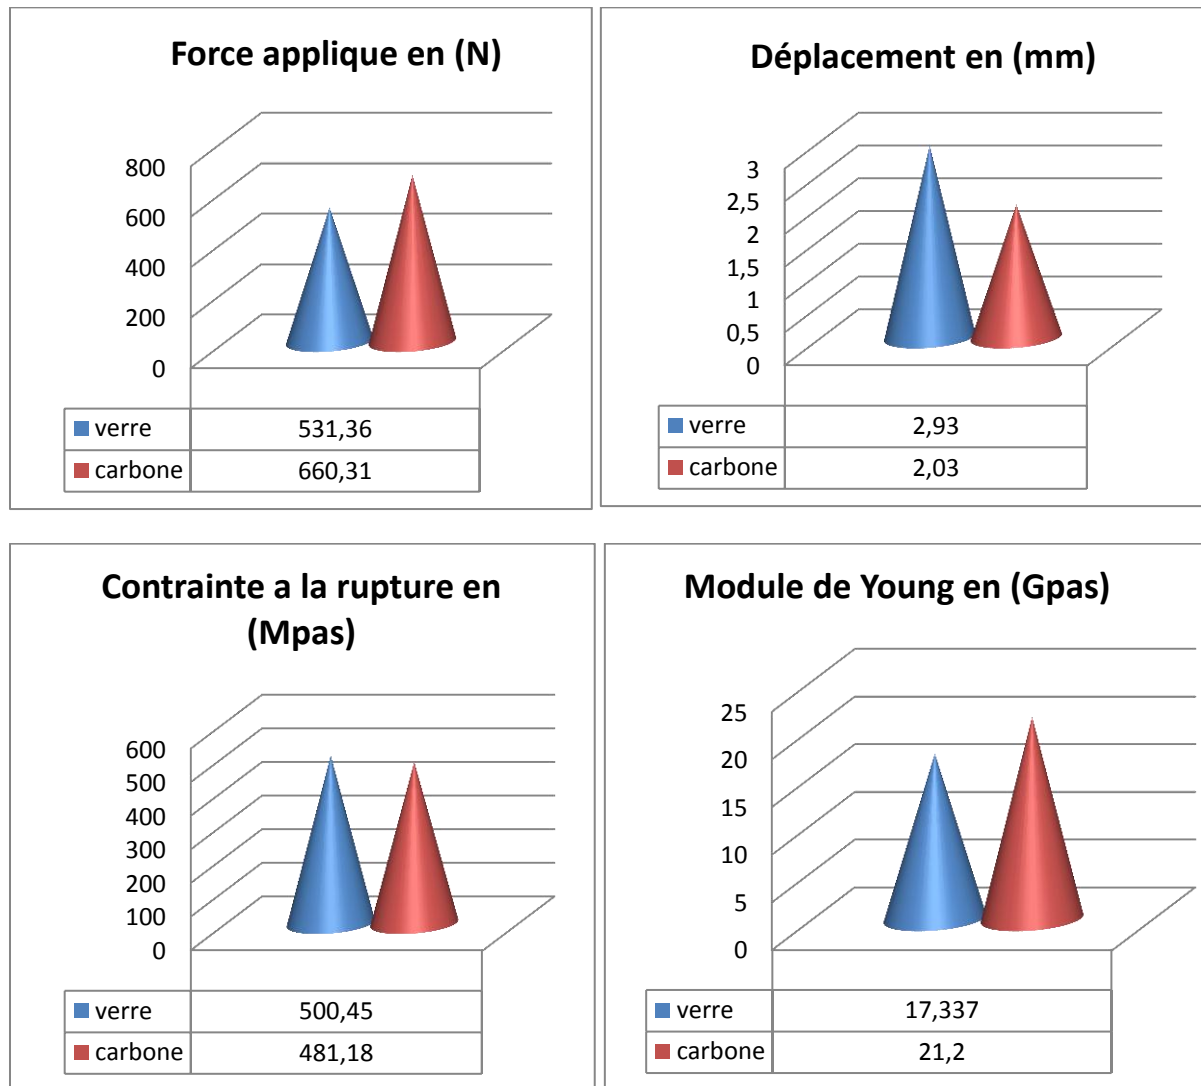 Force applique en (N)
800
600
400
200
0
verre 531,36
carbone 660,31
Déplacement en (mm)
3
2,5
2
1,5
1
0,5
0
verre 2,93
carbone 2,03
Contrainte a la rupture en
(Mpas)
600
500
400
300
200
100
0
verre 500,45
carbone 481,18
Module de Young en (Gpas)
25
20
15
10
5
0
verre 17,337
carbone 21,2